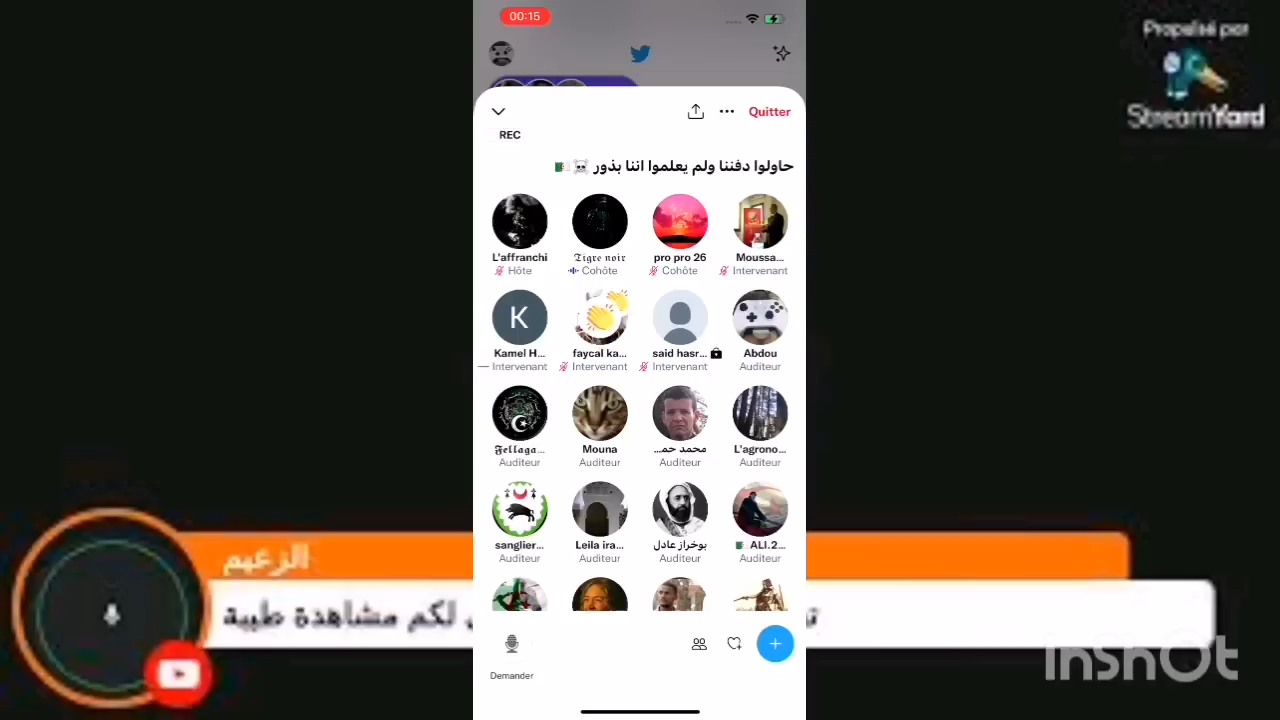 00:15
Propulsé par
StreamYard
Quitter
REC
حاولوا دفننا ولم يعلموا اننا بذور ☠️ 🇩🇿
L'affranchi
Hôte
𝕿𝖎𝖌𝖗𝖊 𝖓𝖔𝖎𝖗
Cohôte
pro pro 26
Cohôte
Moussa...
Intervenant
K
Kamel H...
Intervenant
faycal ka...
Intervenant
said hasr...
Intervenant
Abdou
Auditeur
𝕱𝖊𝖑𝖑𝖆𝖌𝖆...
Auditeur
Mouna
Auditeur
محمد حمـ...
Auditeur
L'agrono...
Auditeur
sanglier...
Auditeur
Leila ira...
Auditeur
بوخراز عادل
Auditeur
🇩🇿 ALI.2...
Auditeur
الزعيم
لكم مشاهدة طيبة
Demander
InShOt